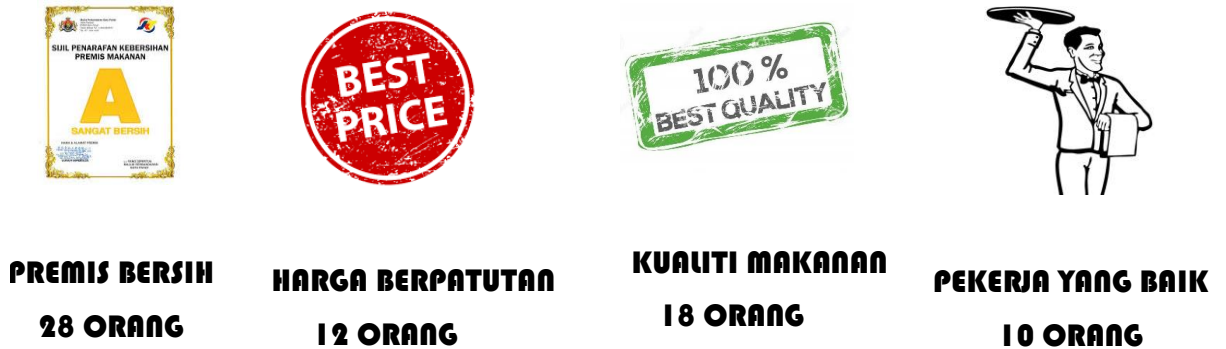 SIJIL PENARAFAN KEBERSIHAN
PREMIS MAKANAN
A
SANGAT BERSIH
BEST
PRICE
100 %
BEST QUALITY
PREMIS BERSIH
28 ORANG
HARGA BERPATUTAN
12 ORANG
KUALITI MAKANAN
18 ORANG
PEKERJA YANG BAIK
10 ORANG